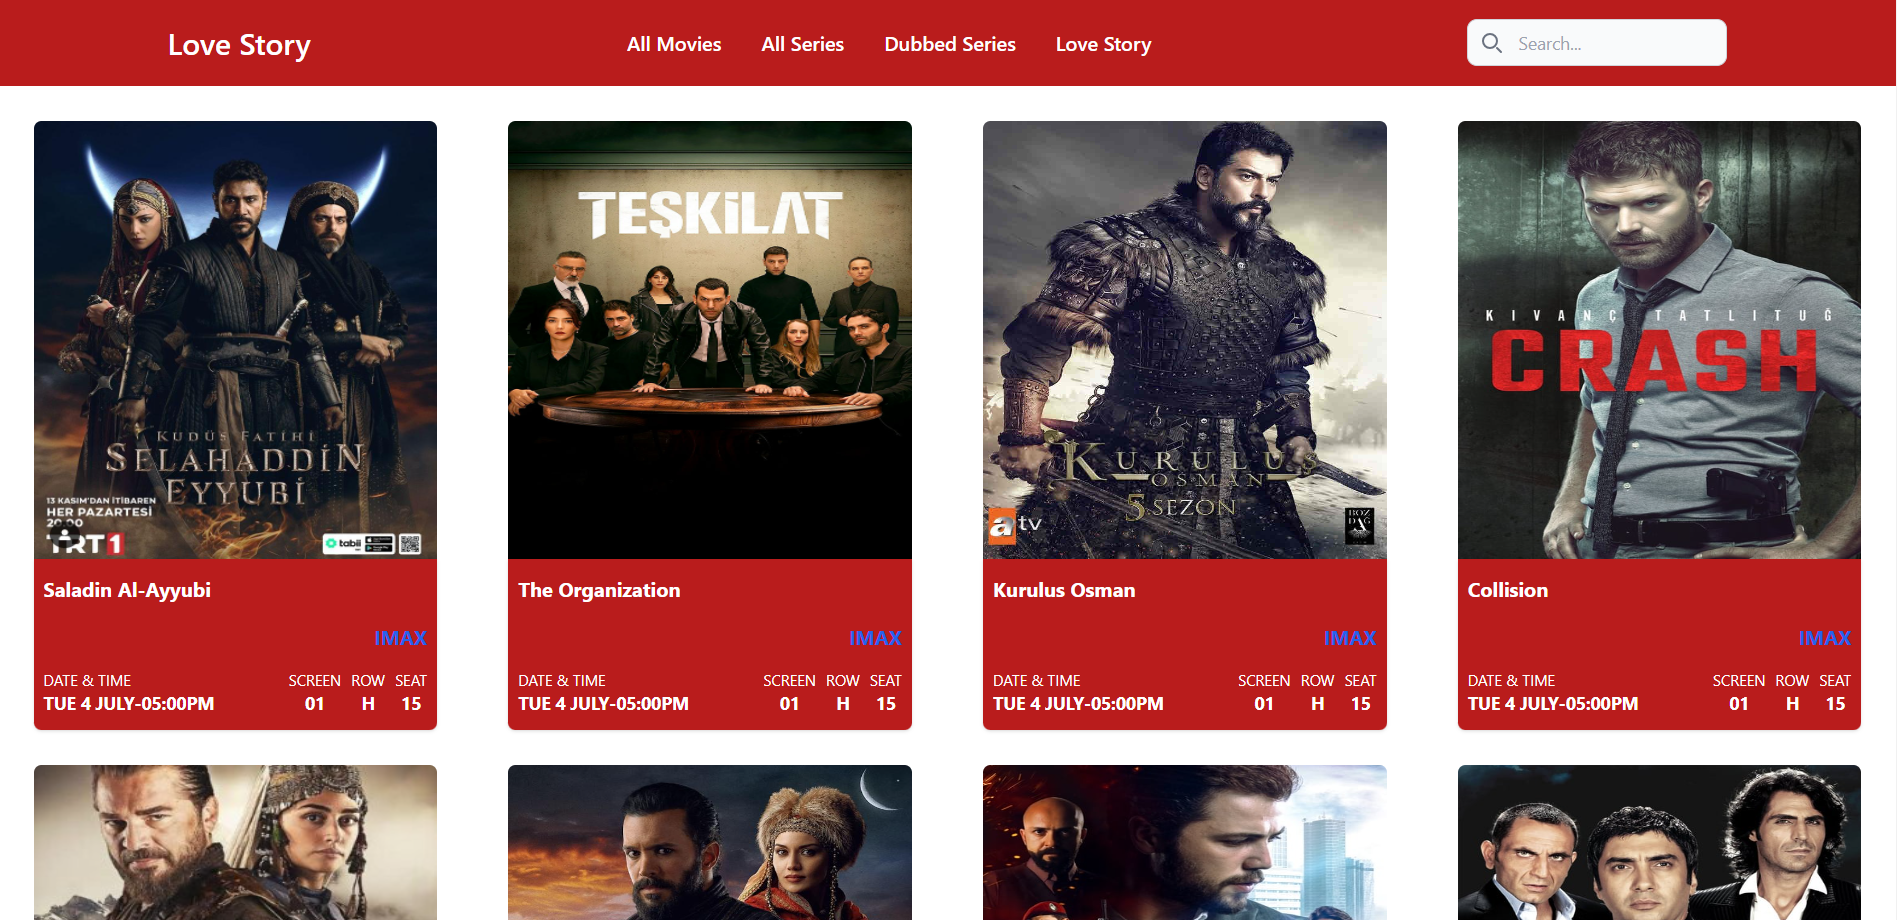 Love Story
All Movies
All Series
Dubbed Series
Love Story
Search...
KUDÜS FATİHİ
SELAHADDİN
EYYUBİ
13 KASIM'DAN İTİBAREN
HER PAZARTESİ
20:00
TRT 1
tabii
Saladin Al-Ayyubi
IMAX
DATE & TIME SCREEN ROW SEAT
TUE 4 JULY-05:00PM 01 H 15
TEŞKİLAT
The Organization
IMAX
DATE & TIME SCREEN ROW SEAT
TUE 4 JULY-05:00PM 01 H 15
KURULUŞ
OSMAN
5.SEZON
atv
BOZ
DAĞ
Kurulus Osman
IMAX
DATE & TIME SCREEN ROW SEAT
TUE 4 JULY-05:00PM 01 H 15
KIVANÇ TATLITUĞ
CRASH
Collision
IMAX
DATE & TIME SCREEN ROW SEAT
TUE 4 JULY-05:00PM 01 H 15